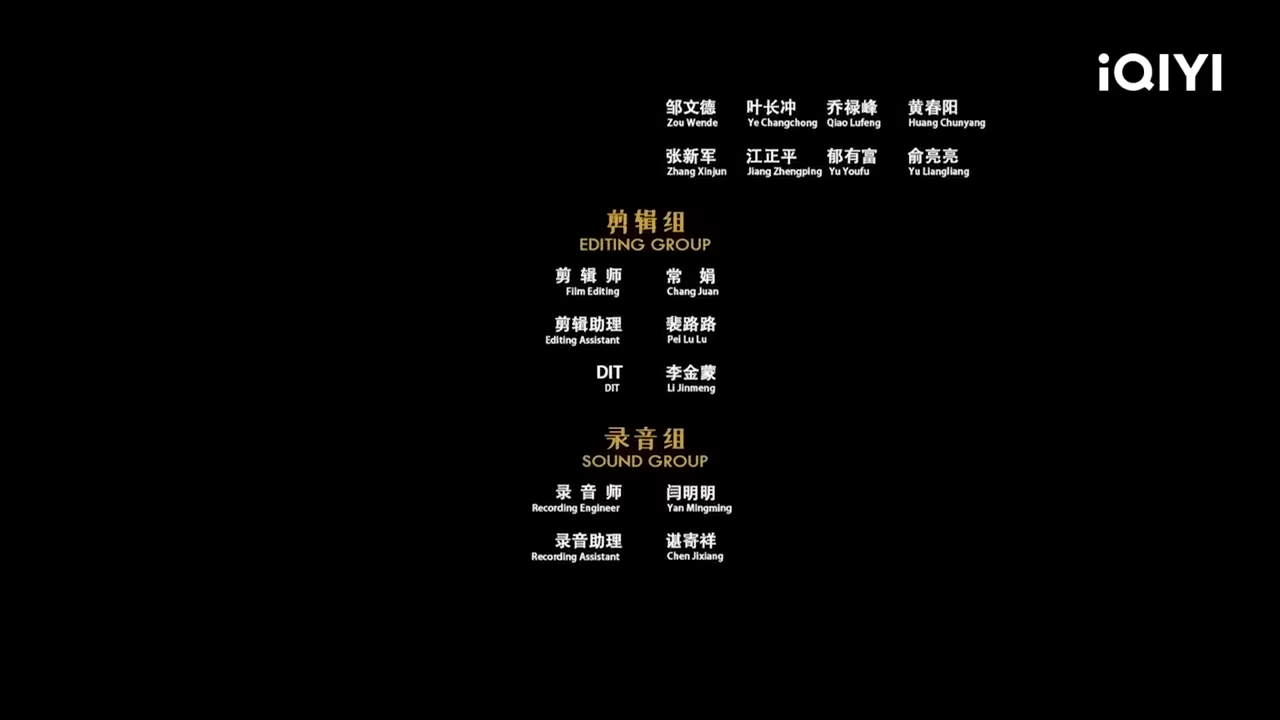 iQIYI
邹文德 叶长冲 乔禄峰 黄春阳
Zou Wende Ye Changchong Qiao Lufeng Huang Chunyang
张新军 江正平 郁有富 俞亮亮
Zhang Xinjun Jiang Zhengping Yu Youfu Yu Liangliang
剪辑组
EDITING GROUP
剪辑师 常娟
Film Editing Chang Juan
剪辑助理 裴路路
Editing Assistant Pei Lu Lu
DIT 李金蒙
DIT Li Jinmeng
录音组
SOUND GROUP
录音师 闫明明
Recording Engineer Yan Mingming
录音助理 谌寄祥
Recording Assistant Chen Jixiang